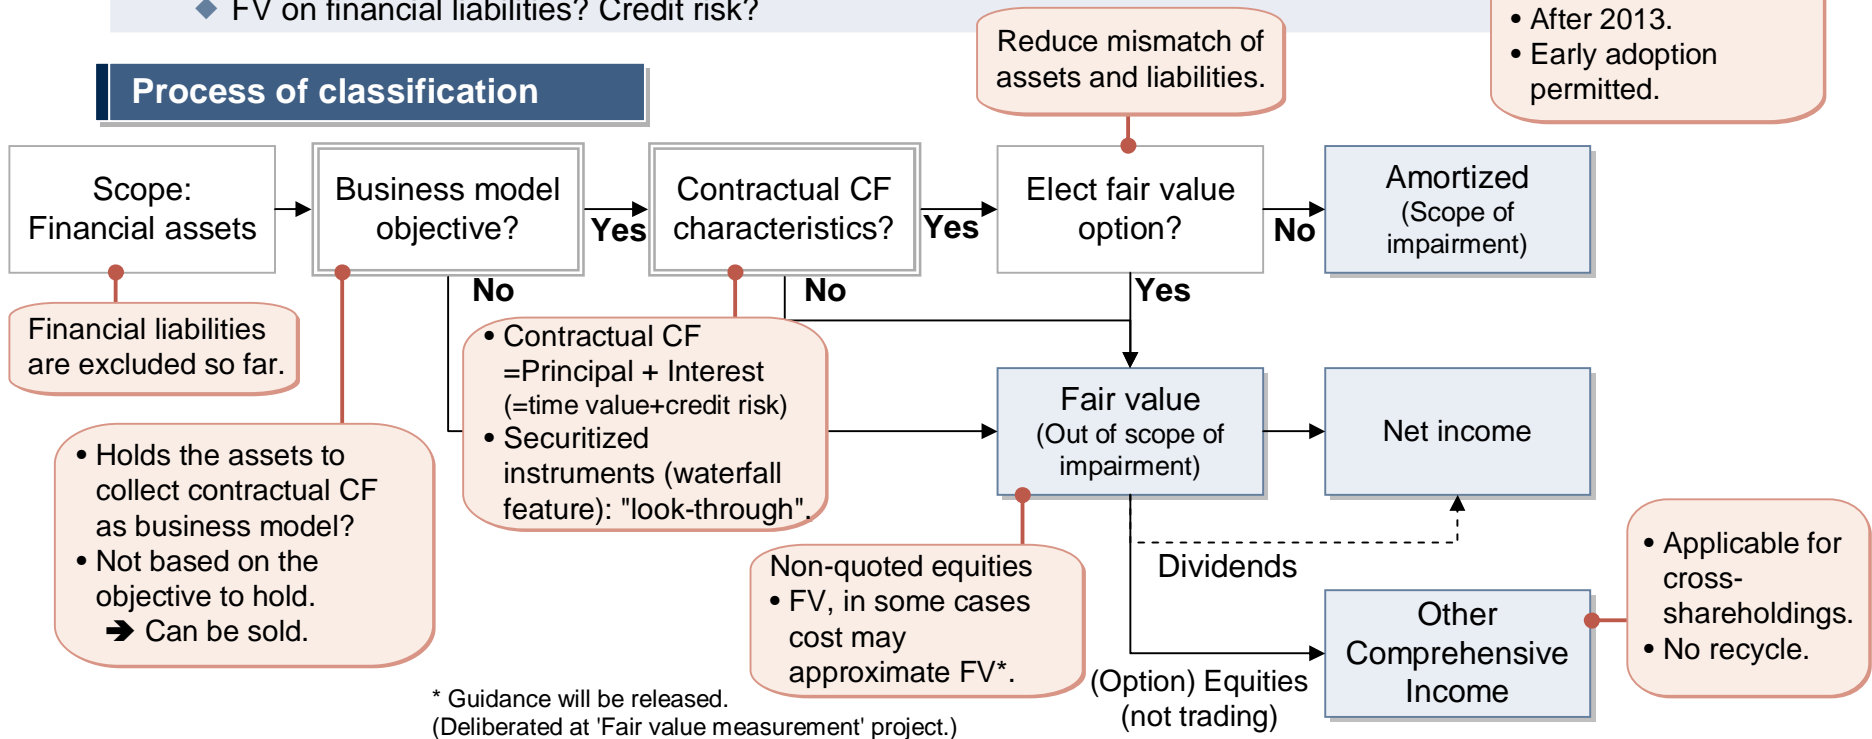 ◆ FV on financial liabilities? Credit risk?
• After 2013.
• Early adoption
permitted.
Reduce mismatch of
assets and liabilities.
Process of classification
Scope:
Financial assets
Business model
objective?
Yes
Contractual CF
characteristics?
Yes
Elect fair value
option?
No
Amortized
(Scope of
impairment)
No
No
Yes
Financial liabilities
are excluded so far.
• Contractual CF
=Principal + Interest
(=time value+credit risk)
• Securitized
instruments (waterfall
feature): "look-through".
Fair value
(Out of scope of
impairment)
Net income
• Holds the assets to
collect contractual CF
as business model?
• Not based on the
objective to hold.
➔ Can be sold.
Non-quoted equities
• FV, in some cases
cost may
approximate FV*.
Dividends
(Option) Equities
(not trading)
Other
Comprehensive
Income
• Applicable for
cross-
shareholdings.
• No recycle.
* Guidance will be released.
(Deliberated at 'Fair value measurement' project.)